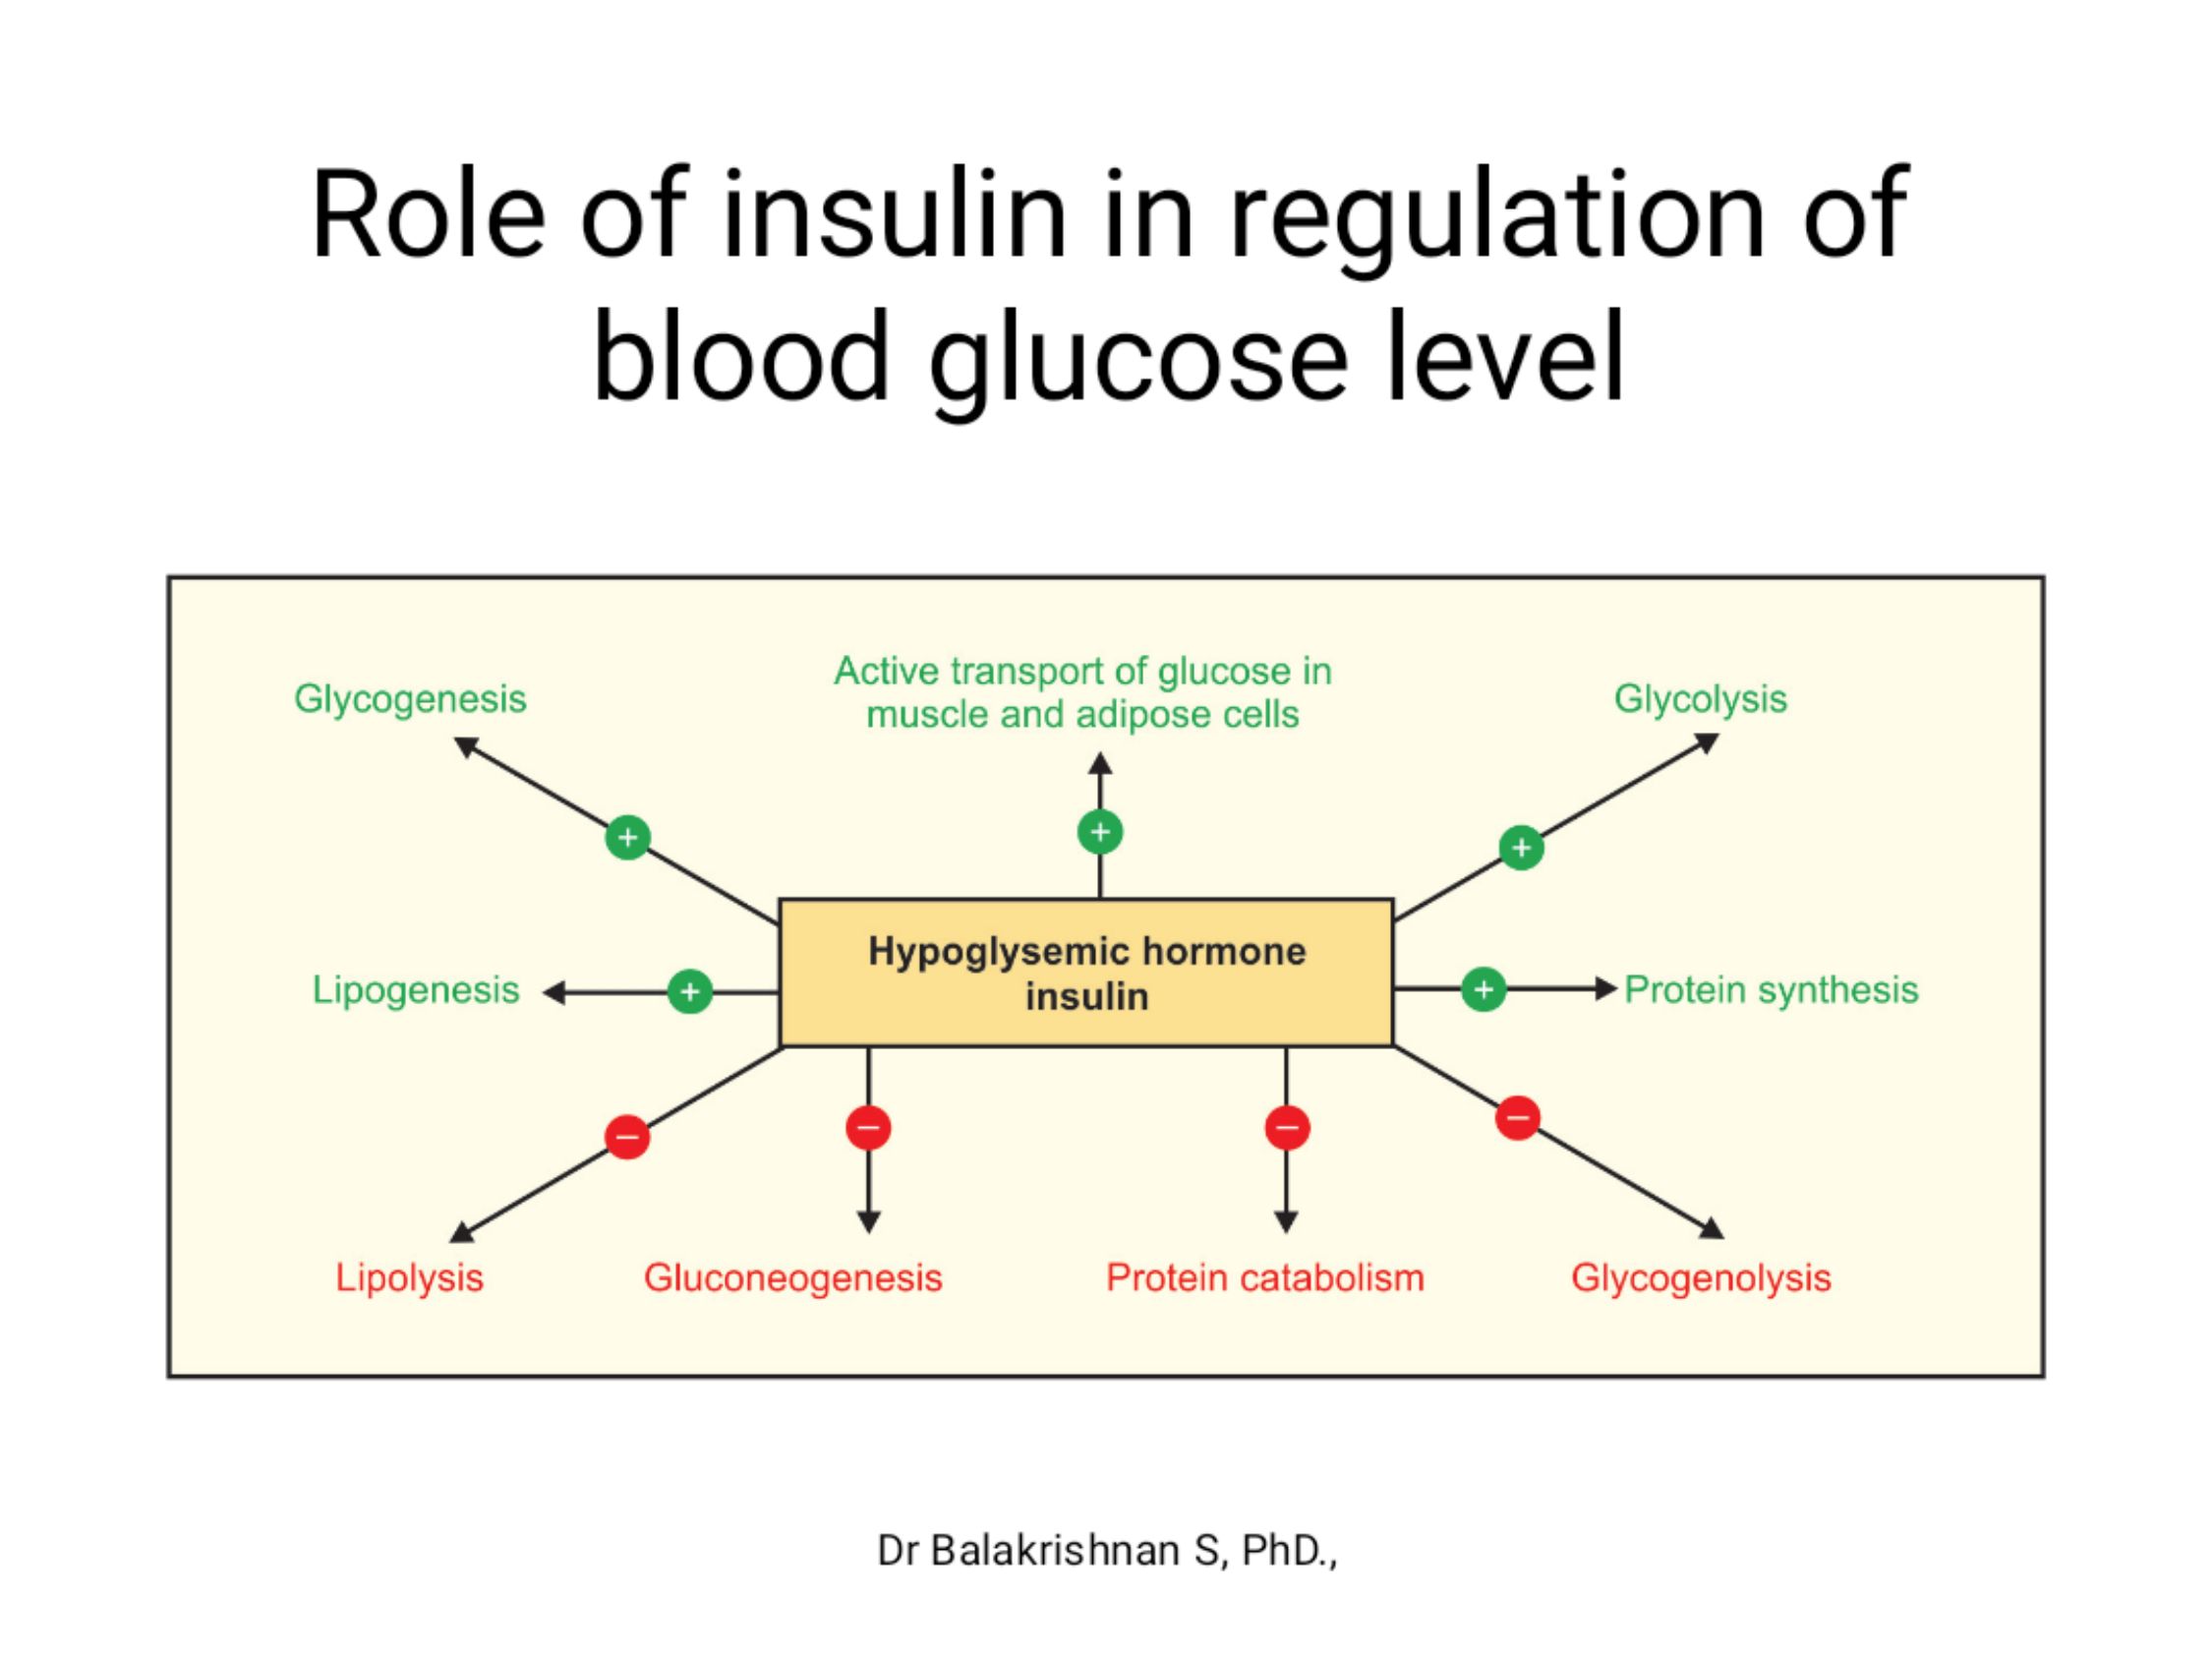 Role of insulin in regulation of
blood glucose level
Active transport of glucose in
muscle and adipose cells
Glycogenesis
Glycolysis
+
+
+
Hypoglysemic hormone
insulin
Lipogenesis
+
+
Protein synthesis
−
−
−
−
Lipolysis
Gluconeogenesis
Protein catabolism
Glycogenolysis
Dr Balakrishnan S, PhD.,